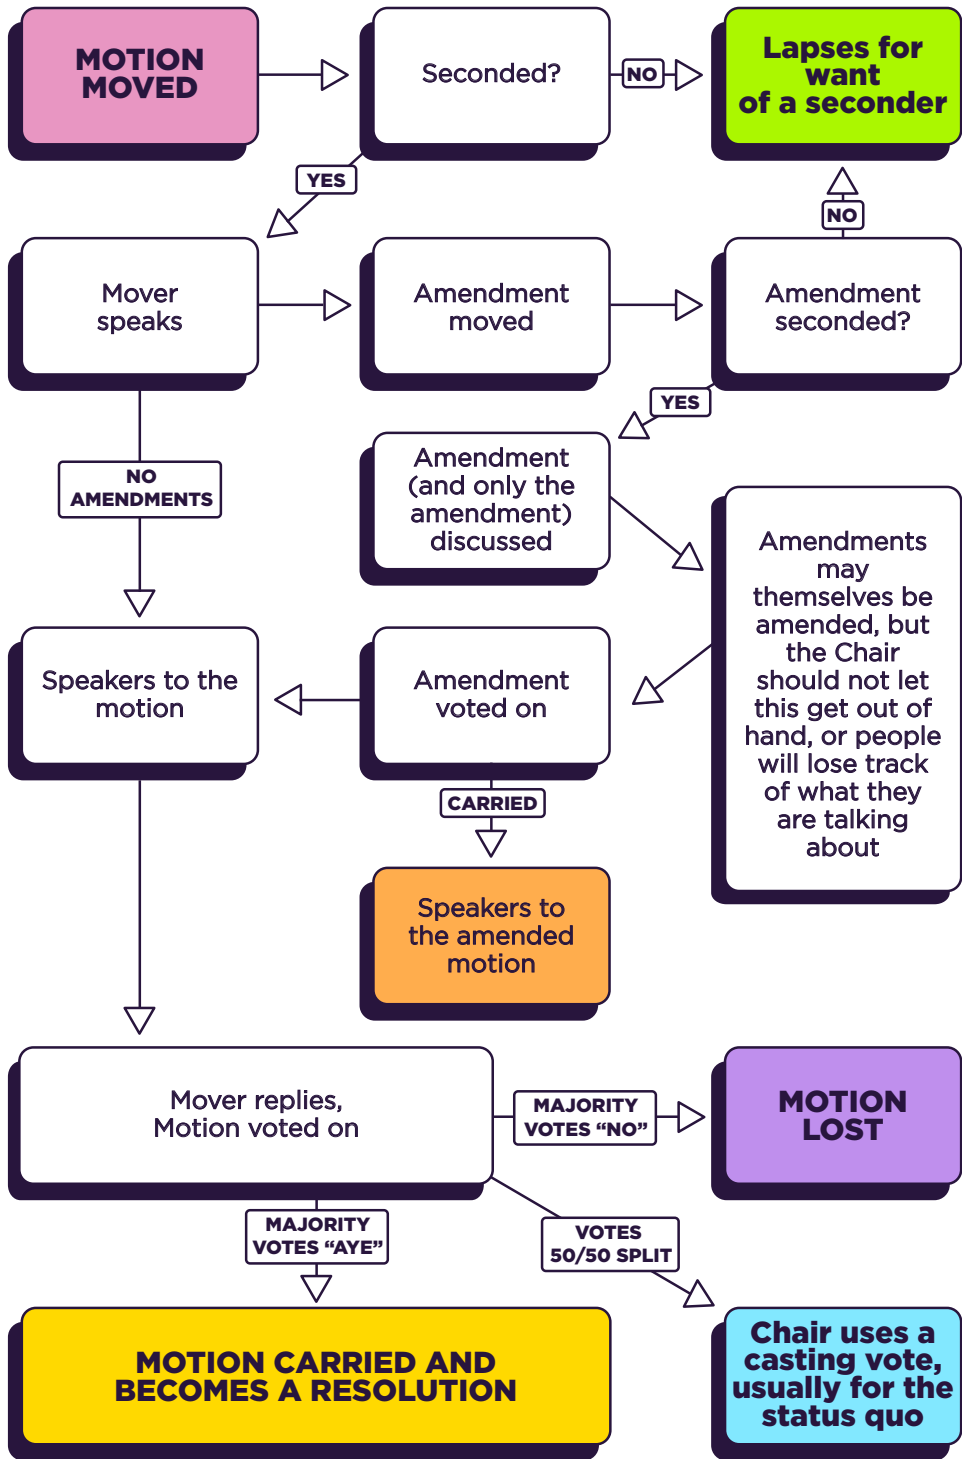 MOTION
MOVED
Seconded?
NO
Lapses for
want
of a seconder
YES
NO
Mover
speaks
Amendment
moved
Amendment
seconded?
YES
NO
AMENDMENTS
Amendment
(and only the
amendment)
discussed
Amendments
may
themselves be
amended, but
the Chair
should not let
this get out of
hand, or people
will lose track
of what they
are talking
about
Speakers to the
motion
Amendment
voted on
CARRIED
Speakers to
the amended
motion
Mover replies,
Motion voted on
MAJORITY
VOTES “NO”
MOTION
LOST
MAJORITY
VOTES “AYE”
VOTES
50/50 SPLIT
MOTION CARRIED AND
BECOMES A RESOLUTION
Chair uses a
casting vote,
usually for the
status quo